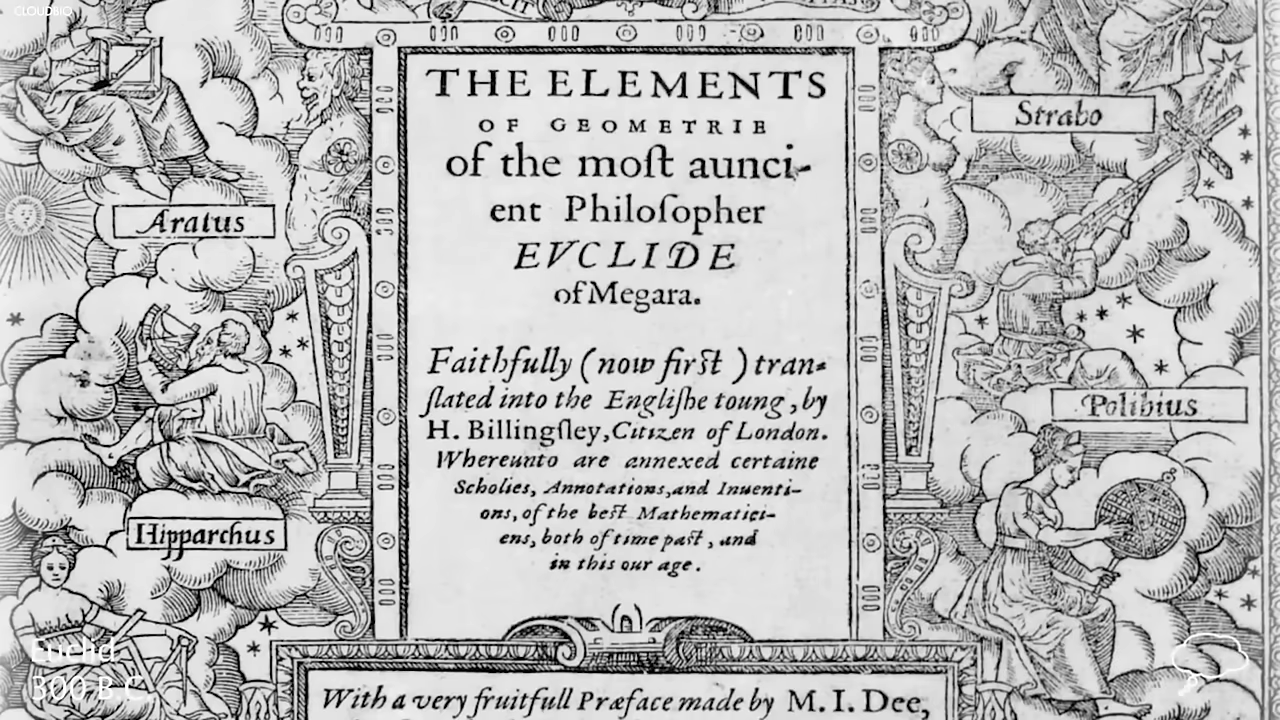 CLOUDBIO
THE ELEMENTS
OF GEOMETRIE
of the moſt aunci-
ent Philoſopher
EVCLIDE
of Megara.
Faithfully (now first ) tran-
ſlated into the Engliſhe toung, by
H. Billingſley, Citizen of London.
Whereunto are annexed certaine
Scholies, Annotations, and Inuenti-
ons, of the best Mathematici-
ens, both of time past, and
in this our age.
With a very fruitfull Præface made by M. I. Dee,
Aratus
Hipparchus
Strabo
Polibius
Euclid
300 B.C.